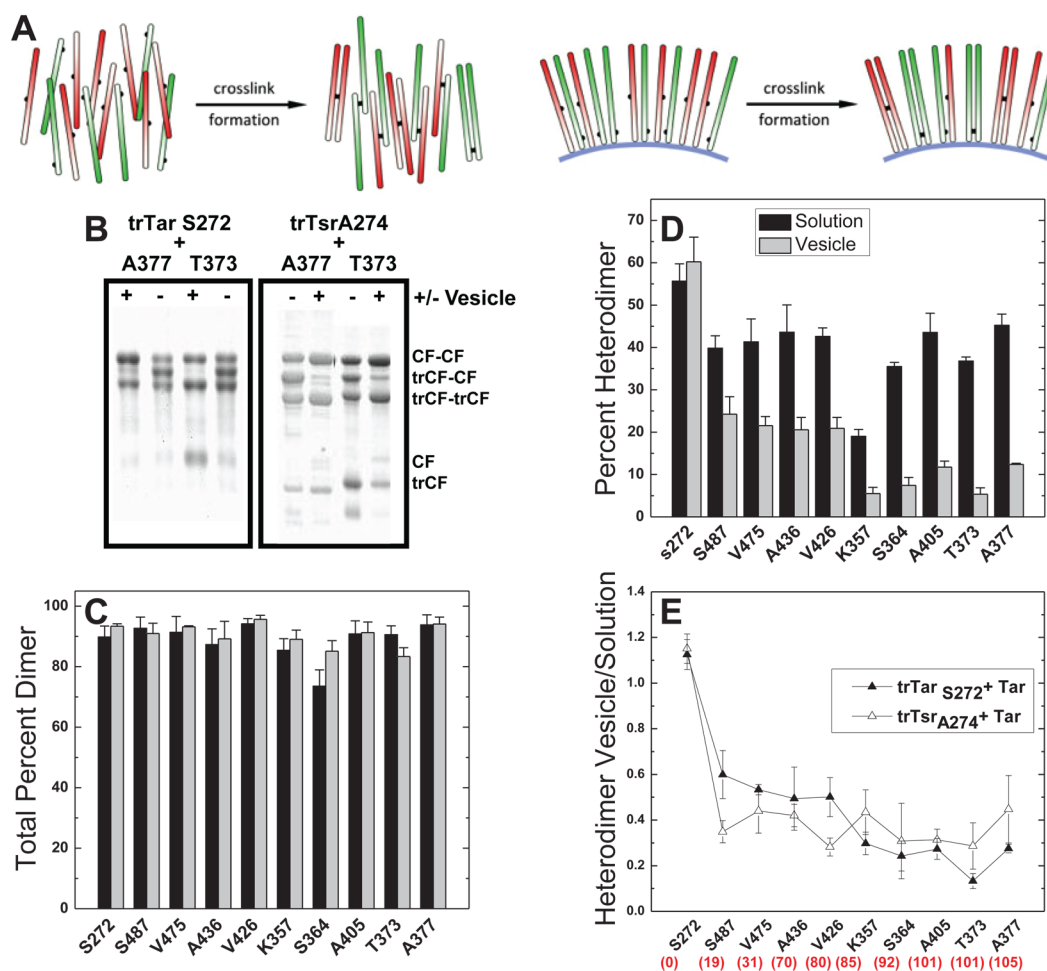 A
crosslink
formation
crosslink
formation
B
trTar S272
+
A377 T373
+ - + -
trTsrA274
+
A377 T373
- + - +
+/- Vesicle
CF-CF
trCF-CF
trCF-trCF
CF
trCF
C
Total Percent Dimer
100
80
60
40
20
0
S272 S487 V475 A436 V426 K357 S364 A405 T373 A377
D
Solution
Vesicle
Percent Heterodimer
70
60
50
40
30
20
10
0
s272 S487 V475 A436 V426 K357 S364 A405 T373 A377
E
trTar S272+ Tar
trTsrA274+ Tar
Heterodimer Vesicle/Solution
1.4
1.2
1.0
0.8
0.6
0.4
0.2
0.0
S272 S487 V475 A436 V426 K357 S364 A405 T373 A377
(0) (19) (31) (70) (80) (85) (92) (101) (101) (105)